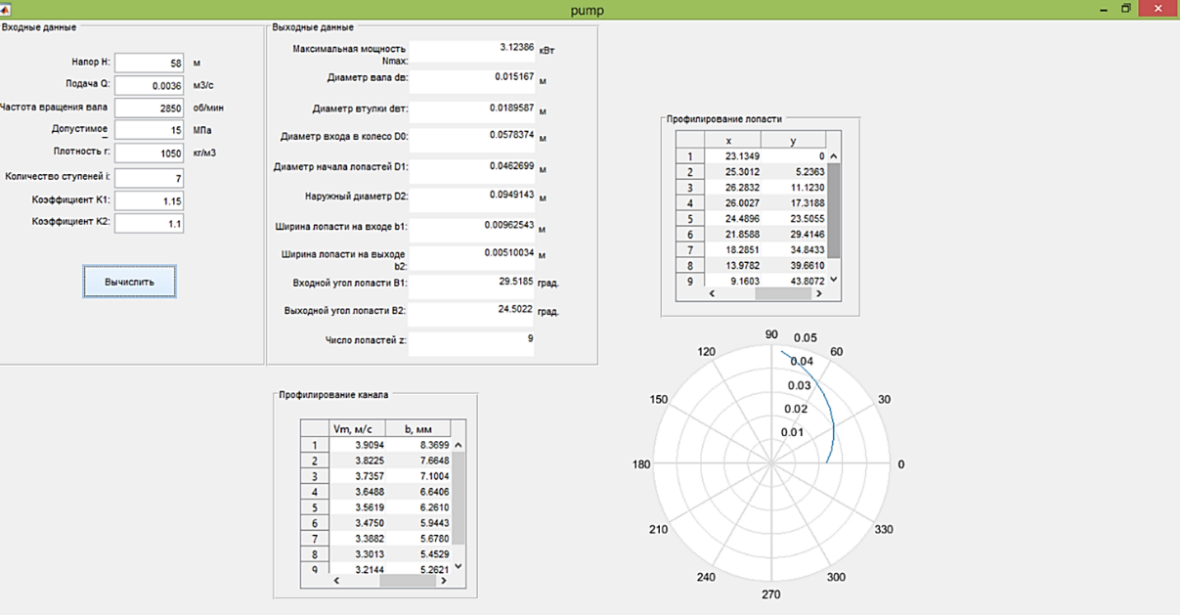 pump
Входные данные
Напор H: 58 м
Подача Q: 0.0036 м3/с
Частота вращения вала 2850 об/мин
Допустимое 15 МПа
Плотность r: 1050 кг/м3
Количество ступеней i: 7
Коэффициент K1: 1.15
Коэффициент K2: 1.1
Вычислить
Выходные данные
Максимальная мощность 3.12386 кВт
Nmax:
Диаметр вала dв: 0.015167 м
Диаметр втулки dвт: 0.0189587 м
Диаметр входа в колесо D0: 0.0578374 м
Диаметр начала лопастей D1: 0.0462699 м
Наружный диаметр D2: 0.0949143 м
Ширина лопасти на входе b1: 0.00962543 м
Ширина лопасти на выходе 0.00510034 м
b2:
Входной угол лопасти B1: 29.5185 град.
Выходной угол лопасти B2: 24.5022 град.
Число лопастей z: 9
Профилирование канала
Vm, м/с b, мм
1 3.9094 8.3699
2 3.8225 7.6648
3 3.7357 7.1004
4 3.6488 6.6406
5 3.5619 6.2610
6 3.4750 5.9443
7 3.3882 5.6780
8 3.3013 5.4529
9 3.2144 5.2621
Профилирование лопасти
x y
1 23.1349 0
2 25.3012 5.2363
3 26.2832 11.1230
4 26.0027 17.3188
5 24.4896 23.5055
6 21.8588 29.4146
7 18.2851 34.8433
8 13.9782 39.6610
9 9.1603 43.8072
90 0.05
120 60
0.04
0.03
150 30
0.02
0.01
180 0
210 330
240 300
270